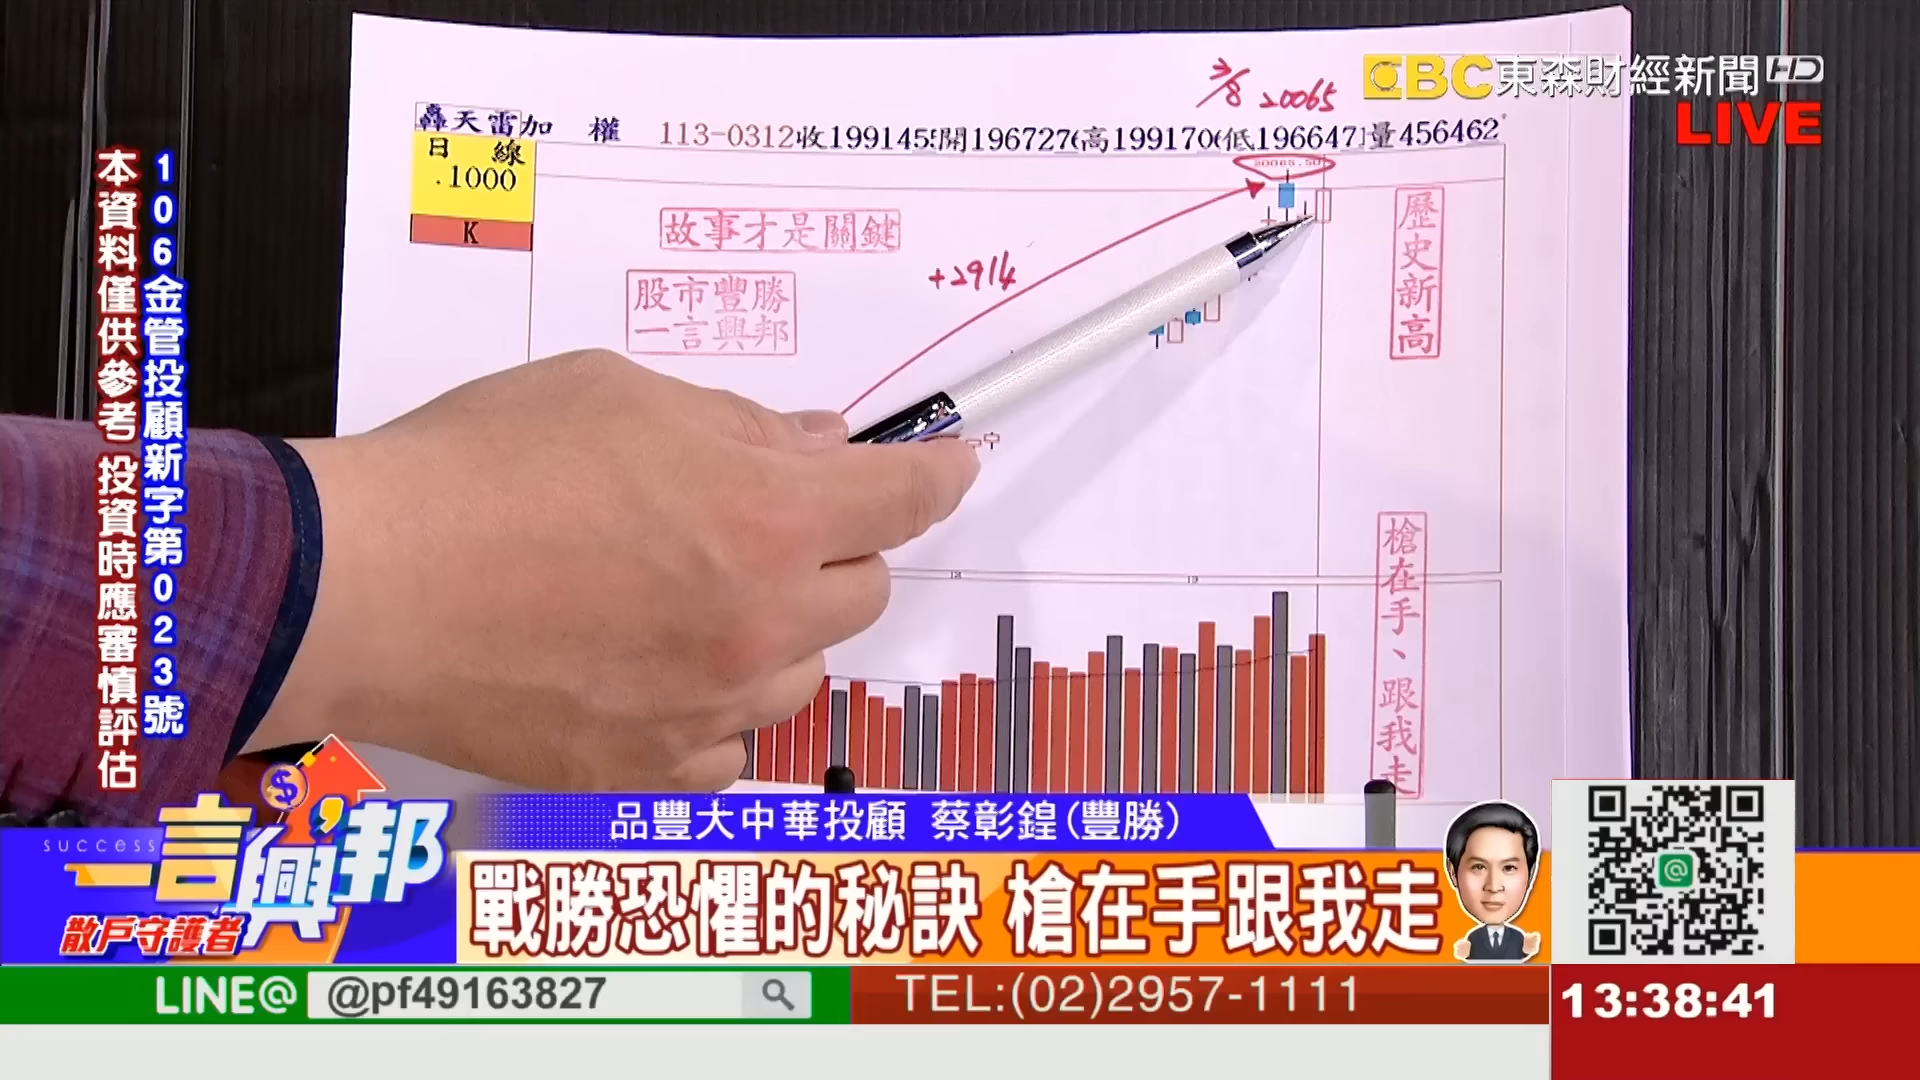 EBC東森財經新聞HD
LIVE
3/8 20065
轟天雷加 權 113-0312收199145開196727高199170低196647量456462
日 線
.1000
K
20065.50
故事才是關鍵
股市豐勝
一言興邦
+2914
歷史新高
槍在手、跟我走
12
13
106金管投顧新字第023號
本資料僅供參考 投資時應審慎評估
$
success
一言興邦
散戶守護者
品豐大中華投顧 蔡彰鍠(豐勝)
戰勝恐懼的秘訣 槍在手跟我走
LINE@ @pf49163827
TEL:(02)2957-1111
13:38:41